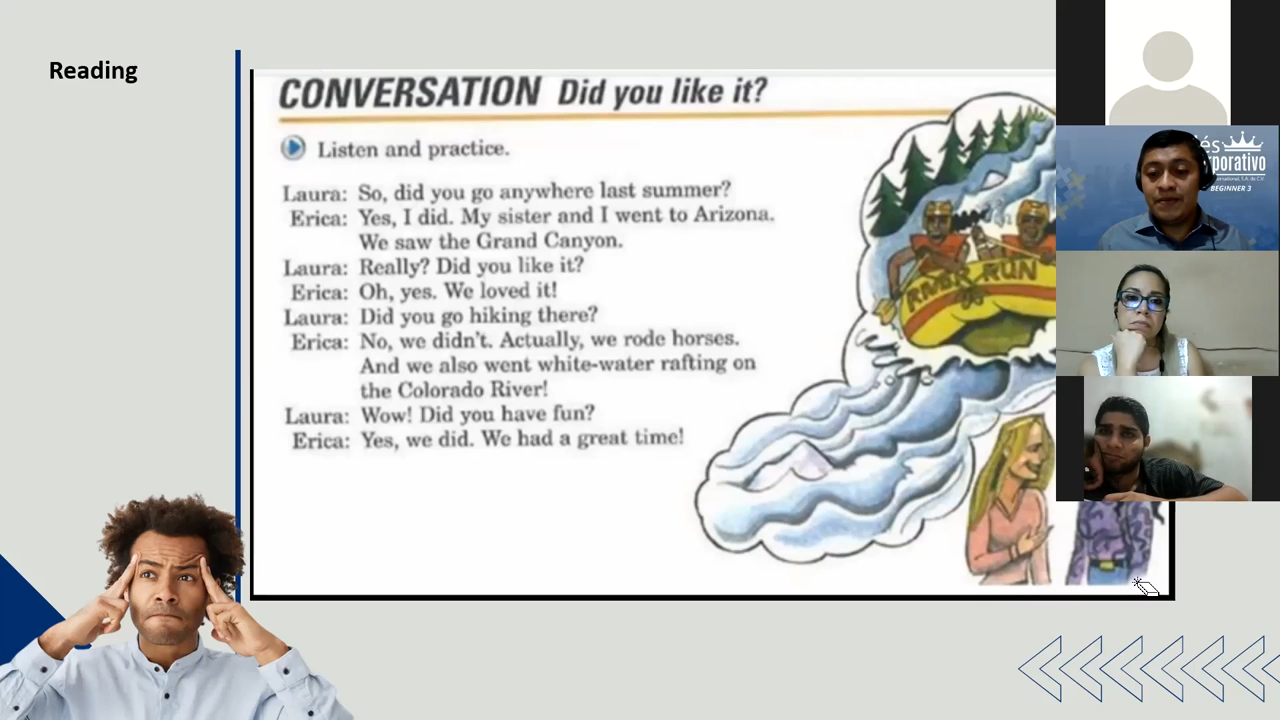 Reading
CONVERSATION Did you like it?
Listen and practice.
Laura: So, did you go anywhere last summer?
Erica: Yes, I did. My sister and I went to Arizona.
We saw the Grand Canyon.
Laura: Really? Did you like it?
Erica: Oh, yes. We loved it!
Laura: Did you go hiking there?
Erica: No, we didn't. Actually, we rode horses.
And we also went white-water rafting on
the Colorado River!
Laura: Wow! Did you have fun?
Erica: Yes, we did. We had a great time!
RIVER RUN
és
rporativo
BEGINNER 3